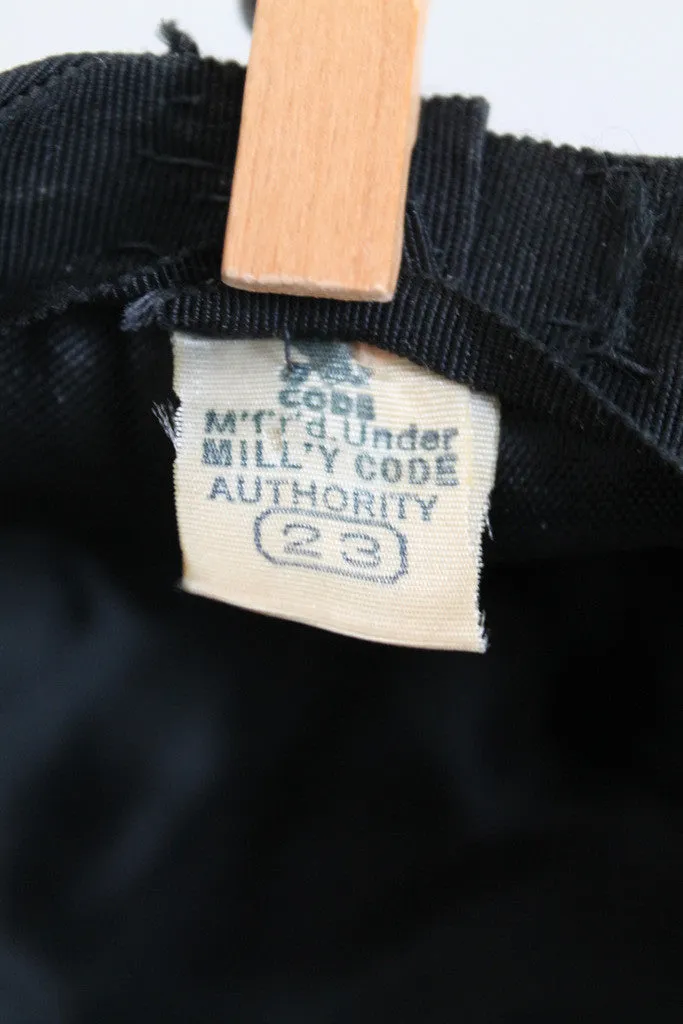 CODE
M'f'r'd. Under
MILL'Y CODE
AUTHORITY
23